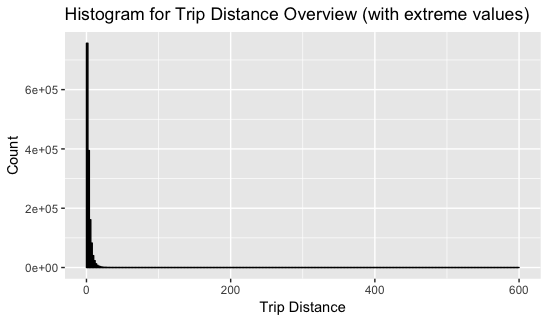 Histogram for Trip Distance Overview (with extreme values)
6e+05
4e+05
2e+05
0e+00
Count
0 200 400 600
Trip Distance